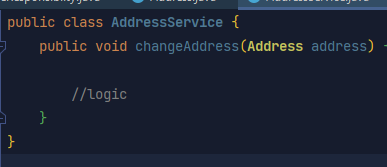 public class AddressService {
public void changeAddress(Address address) {
//logic
}
}